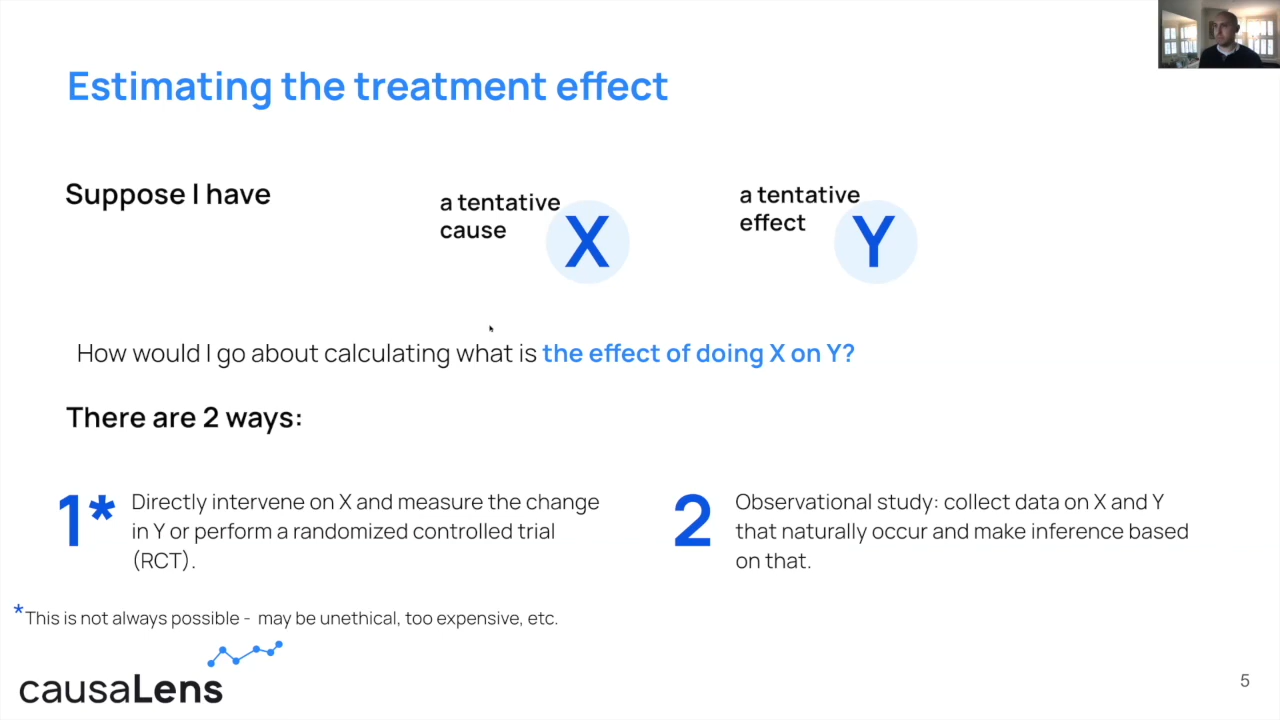 Estimating the treatment effect
Suppose I have
a tentative
cause
X
a tentative
effect
Y
How would I go about calculating what is the effect of doing X on Y?
There are 2 ways:
1*
Directly intervene on X and measure the change
in Y or perform a randomized controlled trial
(RCT).
2
Observational study: collect data on X and Y
that naturally occur and make inference based
on that.
*This is not always possible - may be unethical, too expensive, etc.
causaLens
5